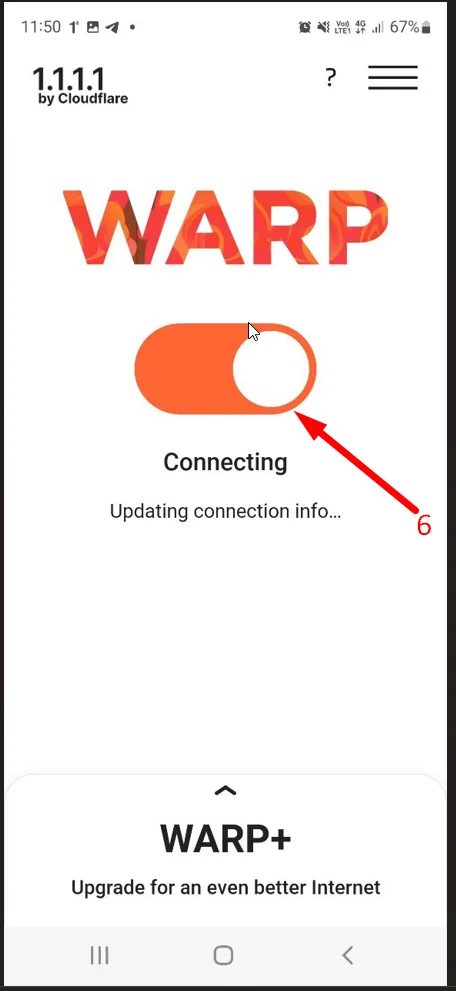 11:50 67%
Vo)) 4G
LTE1
1.1.1.1 ?
by Cloudflare
WARP
Connecting
6
Updating connection info...
WARP+
Upgrade for an even better Internet